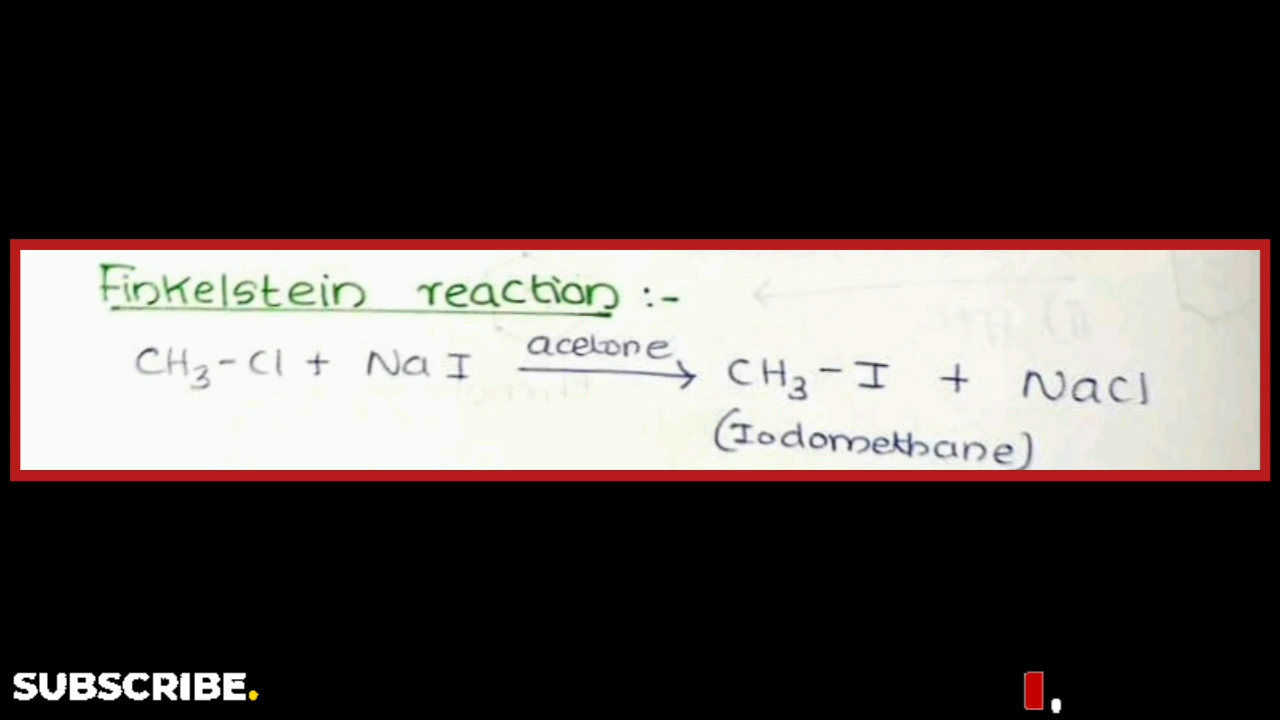 Finkelstein reaction :-
CH₃-Cl + NaI acetone→ CH₃-I + NaCl
(Iodomethane)
SUBSCRIBE.